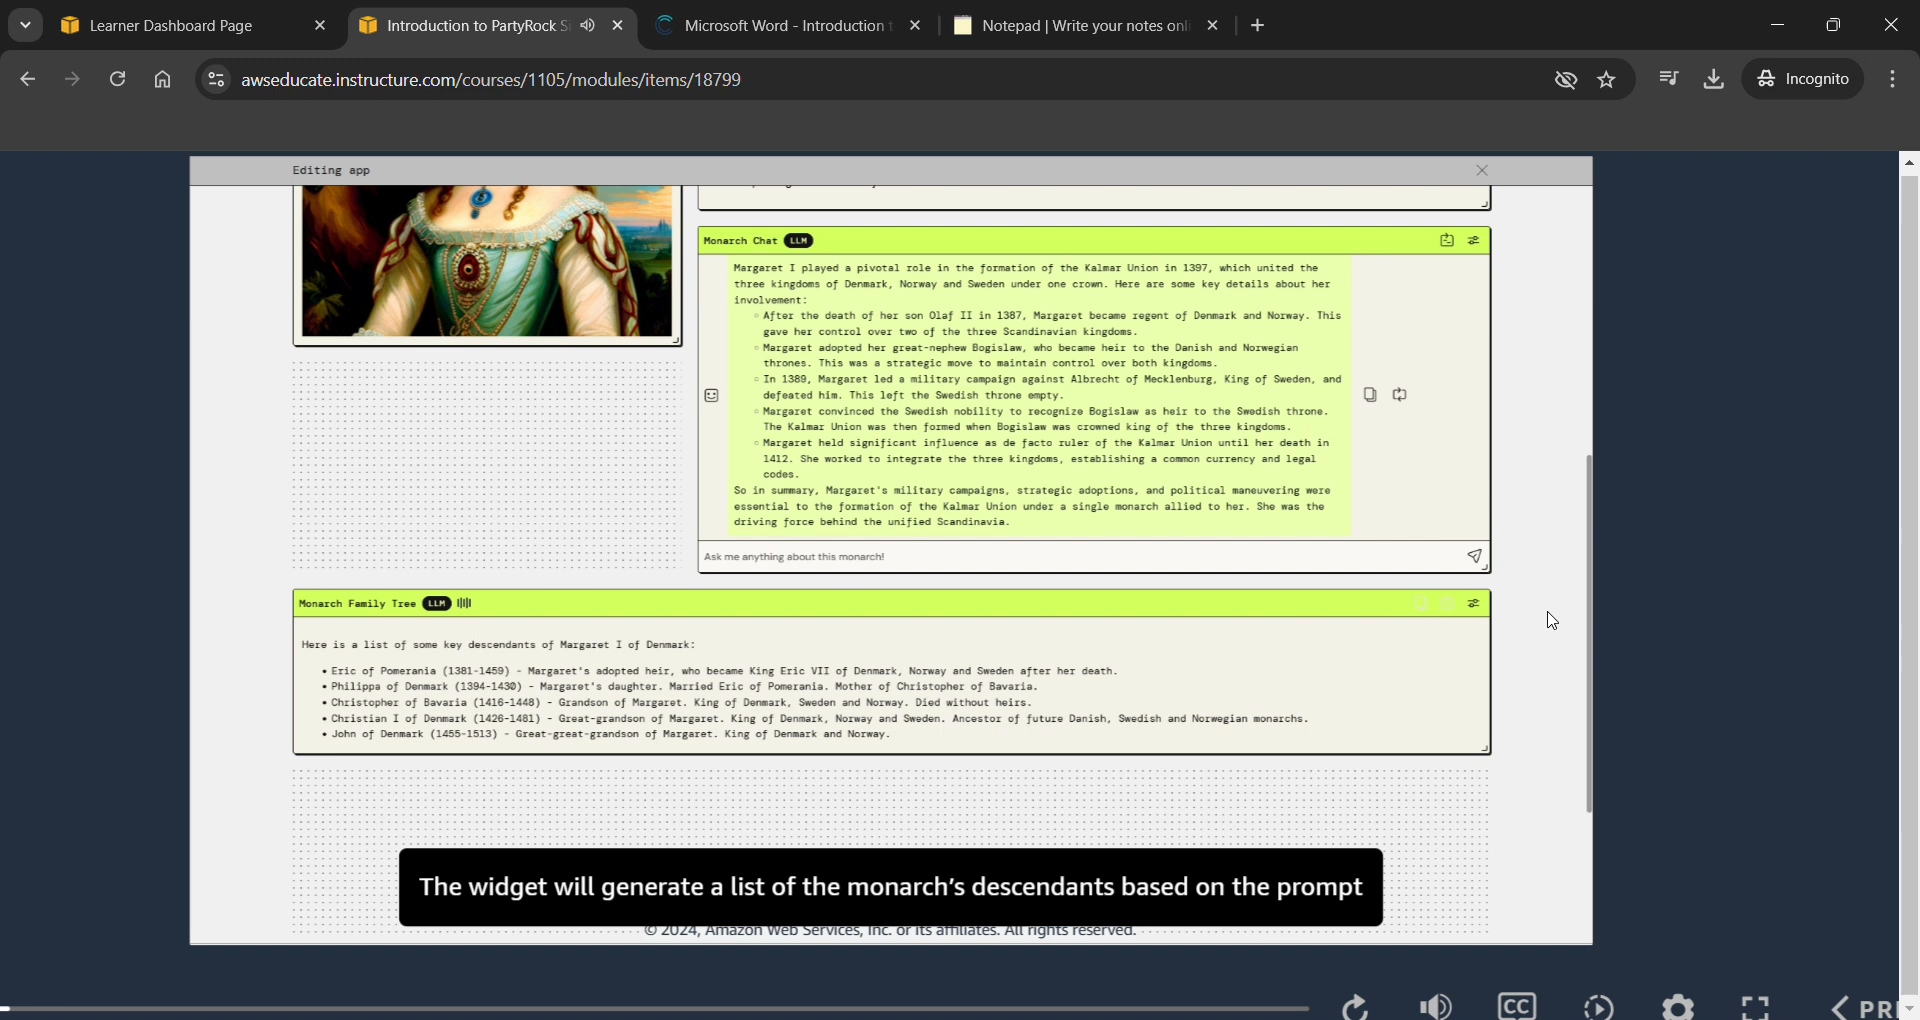 Learner Dashboard Page
Introduction to PartyRock S
Microsoft Word - Introduction
Notepad | Write your notes onl
awseducate.instructure.com/courses/1105/modules/items/18799
Incognito
Editing app
Monarch Chat LLM
Margaret I played a pivotal role in the formation of the Kalmar Union in 1397, which united the
three kingdoms of Denmark, Norway and Sweden under one crown. Here are some key details about her
involvement:
After the death of her son Olaf II in 1387, Margaret became regent of Denmark and Norway. This
gave her control over two of the three Scandinavian kingdoms.
Margaret adopted her great-nephew Bogislaw, who became heir to the Danish and Norwegian
thrones. This was a strategic move to maintain control over both kingdoms.
In 1389, Margaret led a military campaign against Albrecht of Mecklenburg, King of Sweden, and
defeated him. This left the Swedish throne empty.
Margaret convinced the Swedish nobility to recognize Bogislaw as heir to the Swedish throne.
The Kalmar Union was then formed when Bogislaw was crowned king of the three kingdoms.
Margaret held significant influence as de facto ruler of the Kalmar Union until her death in
1412. She worked to integrate the three kingdoms, establishing a common currency and legal
codes.
So in summary, Margaret's military campaigns, strategic adoptions, and political maneuvering were
essential to the formation of the Kalmar Union under a single monarch allied to her. She was the
driving force behind the unified Scandinavia.
Ask me anything about this monarch!
Monarch Family Tree LLM
Here is a list of some key descendants of Margaret I of Denmark:
• Eric of Pomerania (1381-1459) - Margaret's adopted heir, who became King Eric VII of Denmark, Norway and Sweden after her death.
• Philippa of Denmark (1394-1430) - Margaret's daughter. Married Eric of Pomerania. Mother of Christopher of Bavaria.
• Christopher of Bavaria (1416-1448) - Grandson of Margaret. King of Denmark, Sweden and Norway. Died without heirs.
• Christian I of Denmark (1426-1481) - Great-grandson of Margaret. King of Denmark, Norway and Sweden. Ancestor of future Danish, Swedish and Norwegian monarchs.
• John of Denmark (1455-1513) - Great-great-grandson of Margaret. King of Denmark and Norway.
The widget will generate a list of the monarch's descendants based on the prompt
© 2024, Amazon Web Services, Inc. or its affiliates. All rights reserved.
CC
PRE